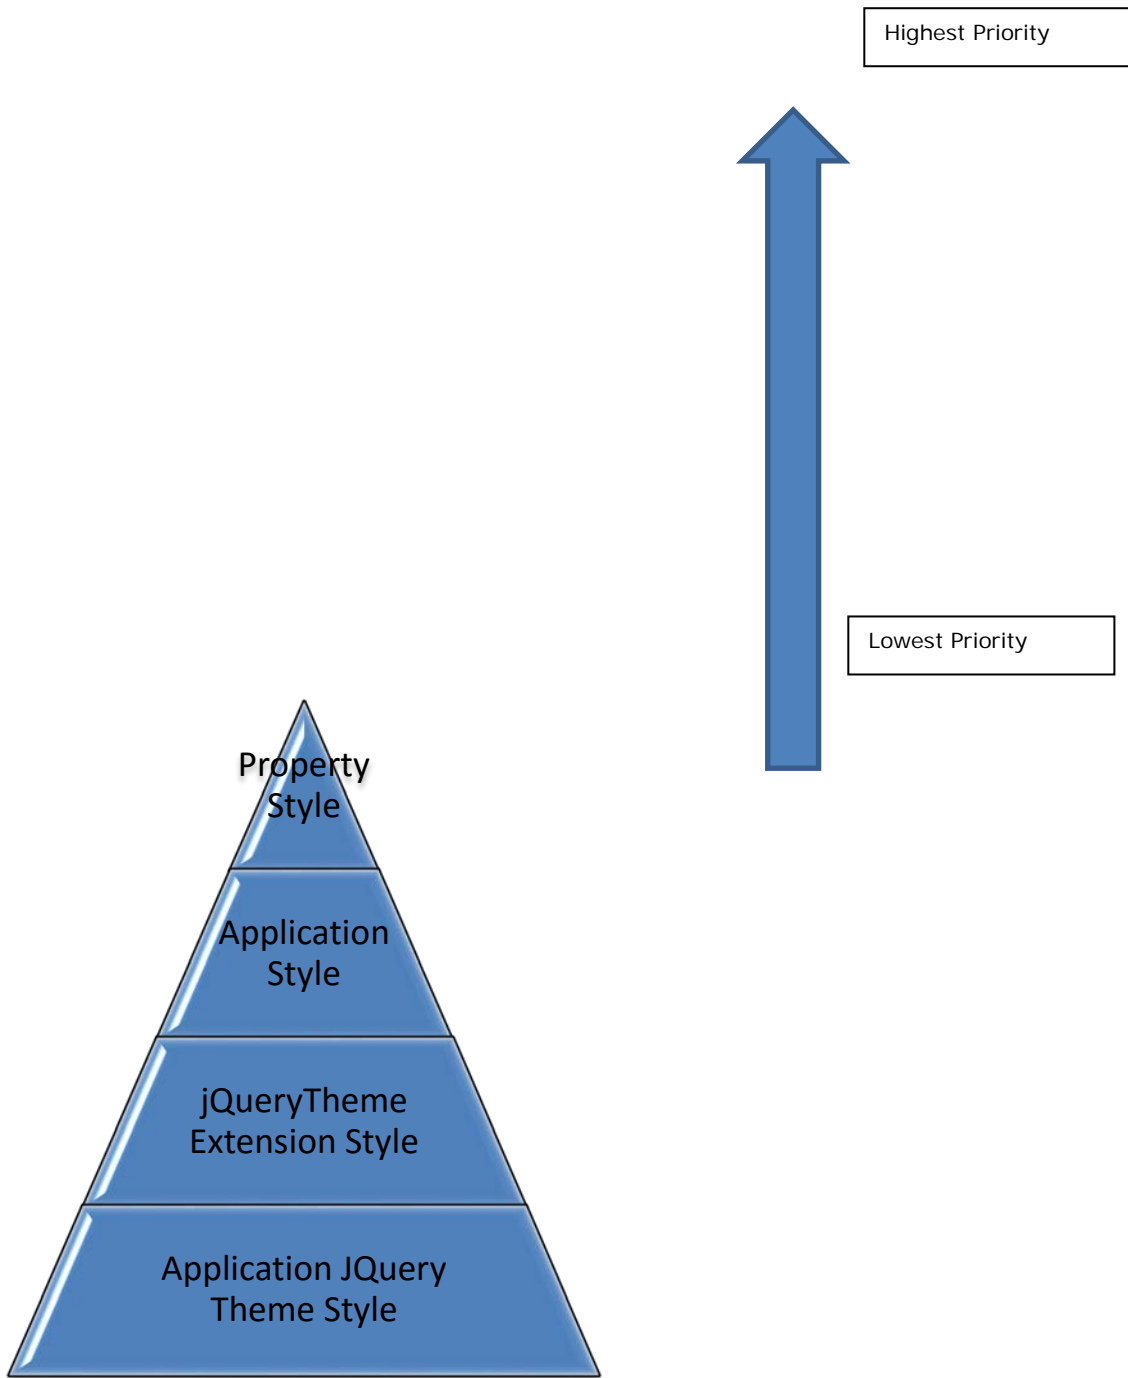 Highest Priority
Lowest Priority
Property
Style
Application
Style
jQueryTheme
Extension Style
Application JQuery
Theme Style